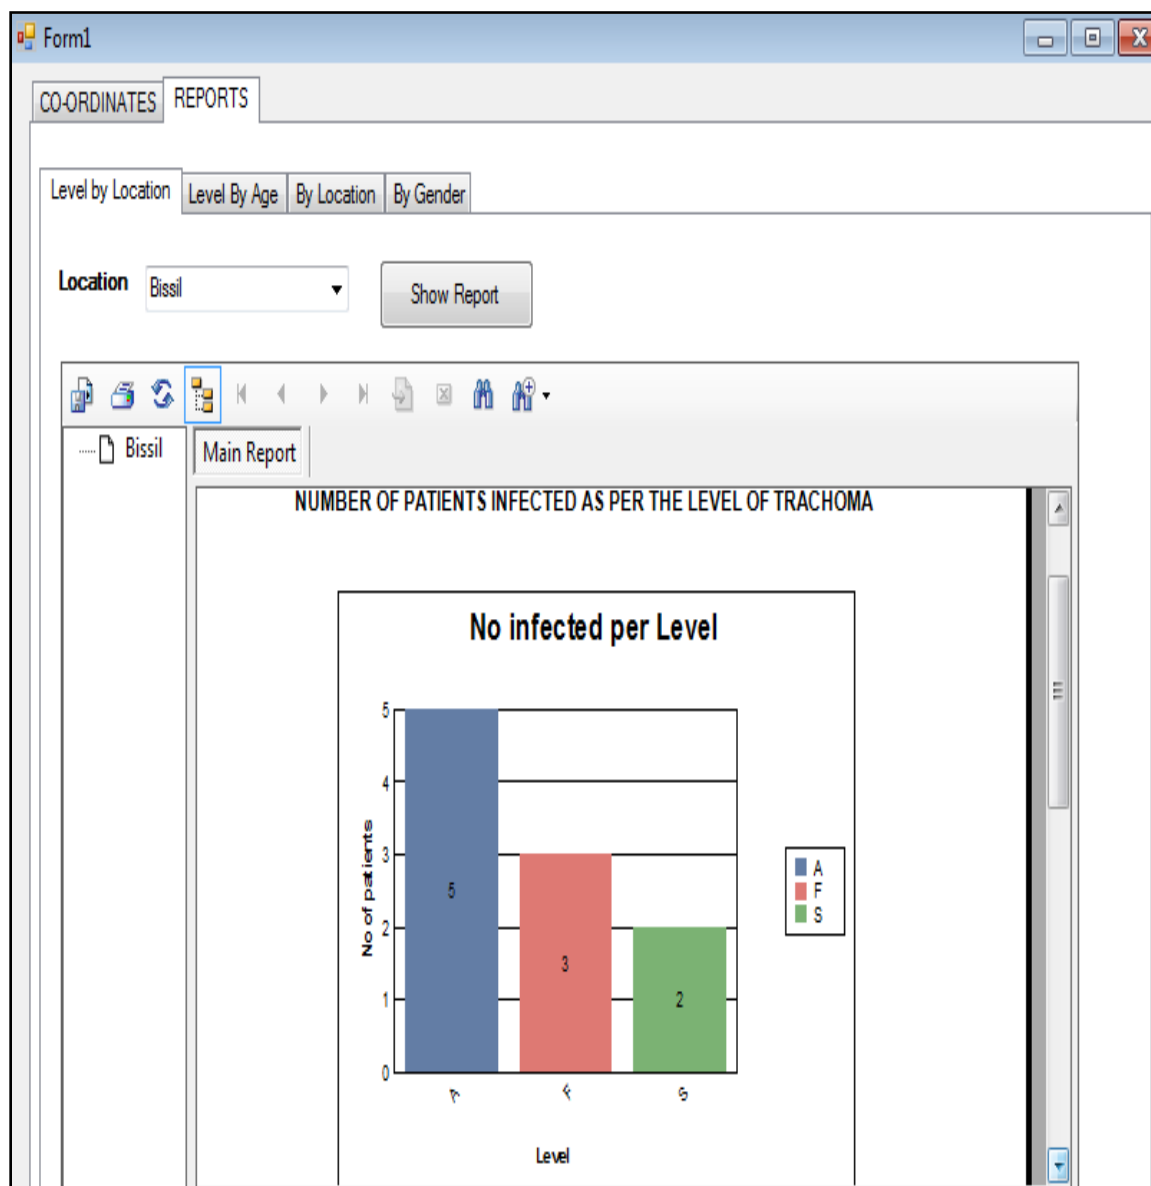 Form1
CO-ORDINATES REPORTS
Level by Location Level By Age By Location By Gender
Location Bissil Show Report
Bissil Main Report
NUMBER OF PATIENTS INFECTED AS PER THE LEVEL OF TRACHOMA
No infected per Level
5
4
3
2
1
0
No of patients
5
3
2
A F S
Level
A
F
S